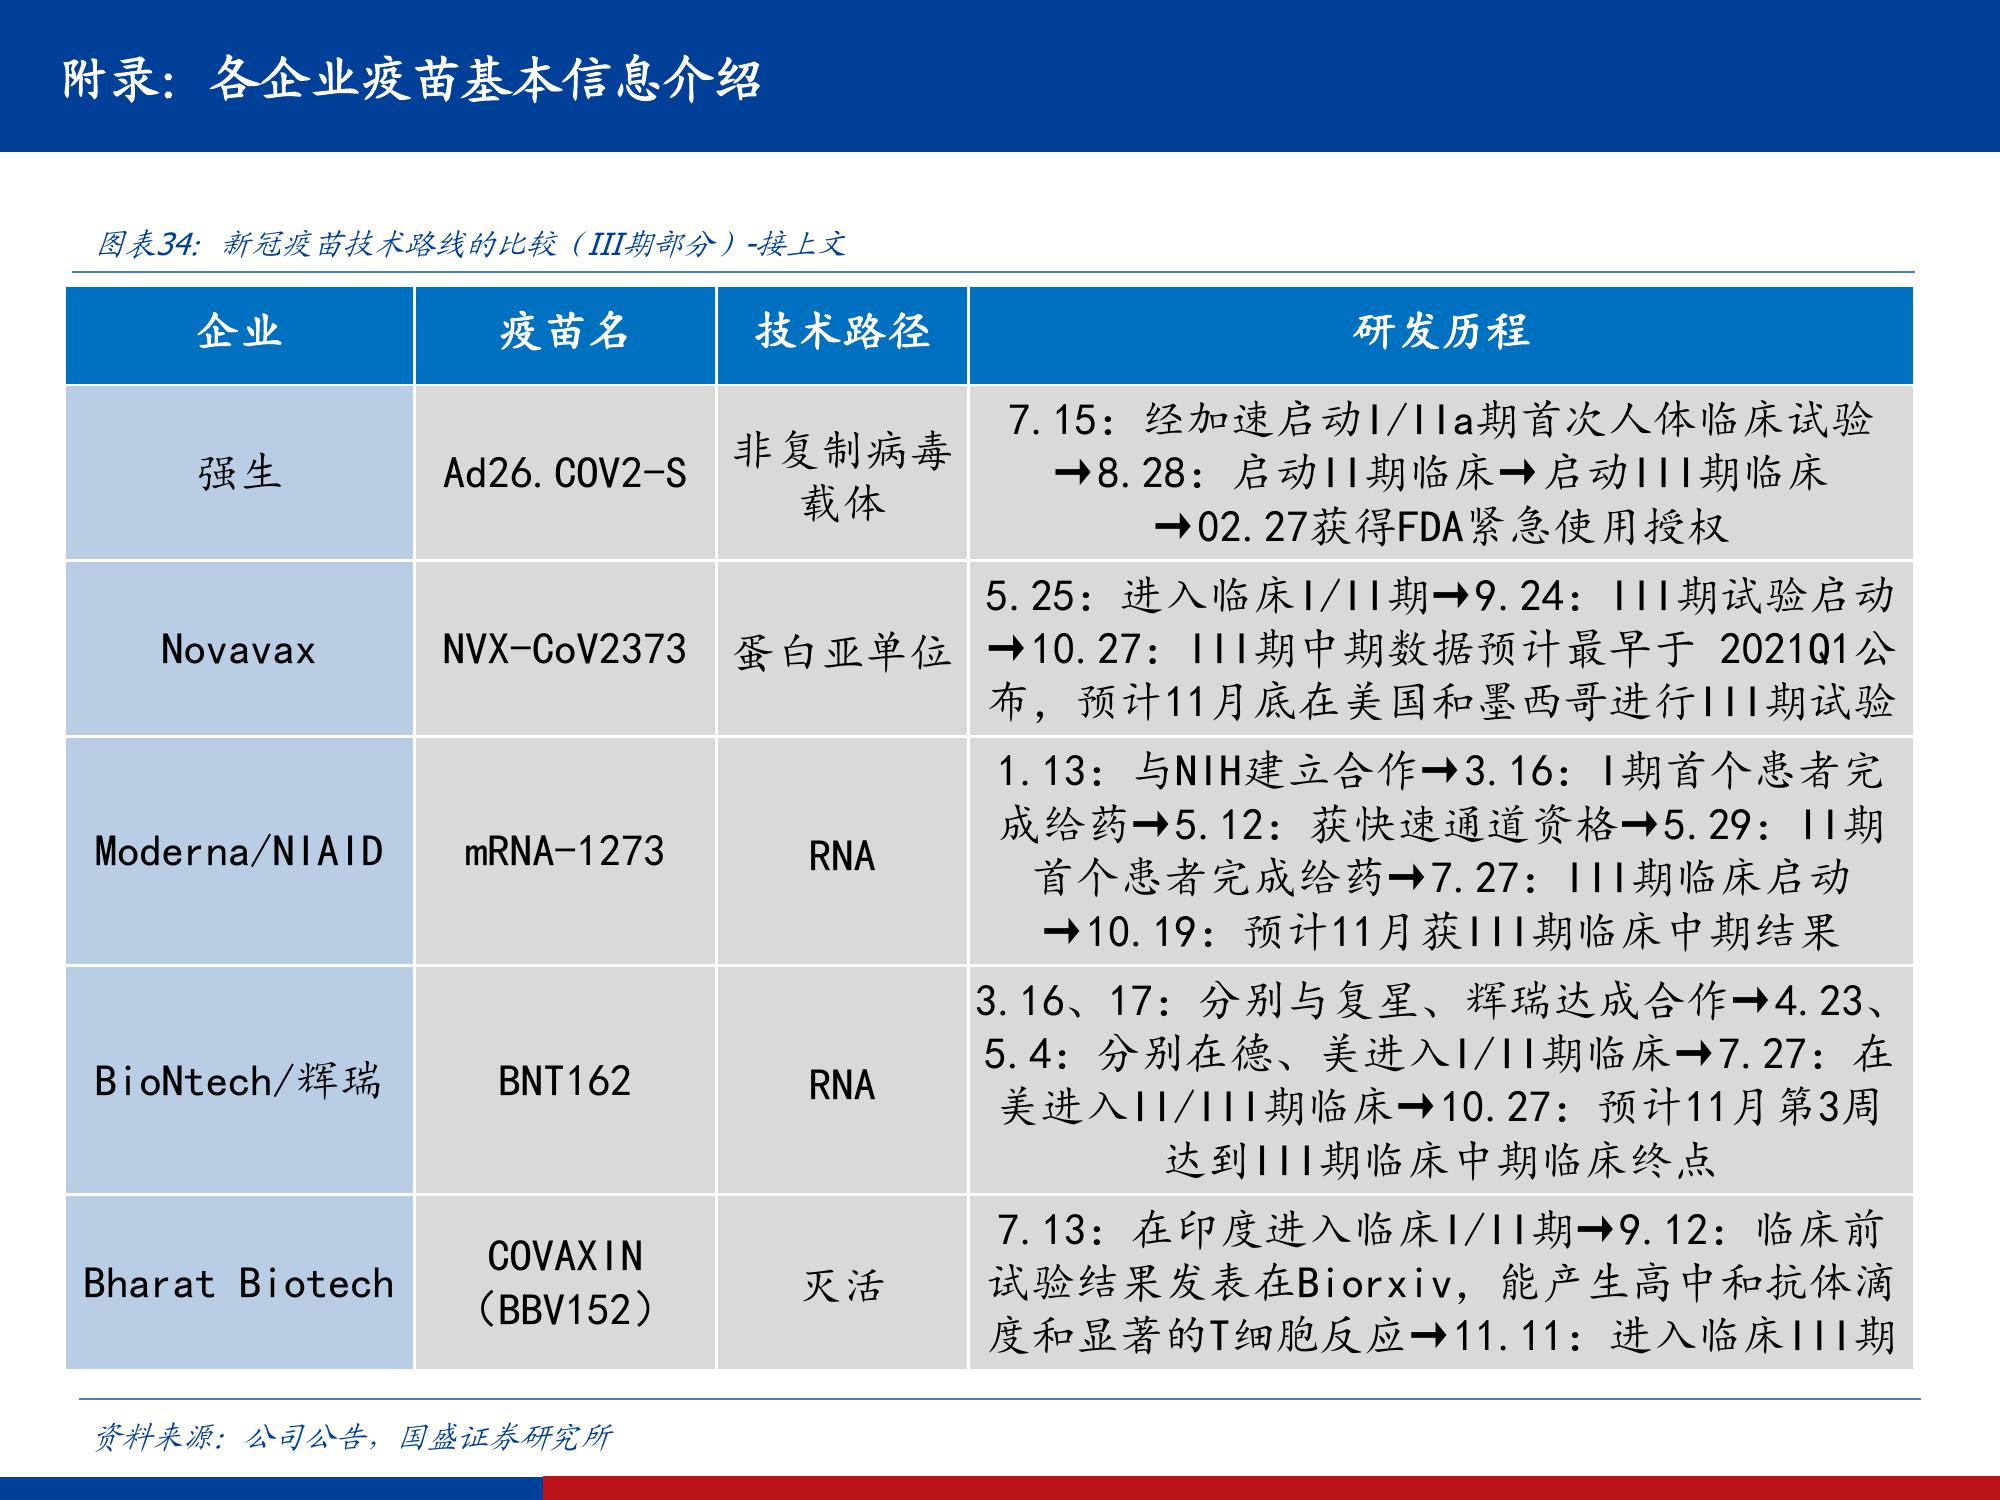 附录：各企业疫苗基本信息介绍
图表34：新冠疫苗技术路线的比较（III期部分）-接上文
企业 疫苗名 技术路径 研发历程
强生
Ad26.COV2-S
非复制病毒
载体
7.15：经加速启动I/IIa期首次人体临床试验
→8.28：启动II期临床→启动III期临床
→02.27获得FDA紧急使用授权
Novavax
NVX-CoV2373
蛋白亚单位
5.25：进入临床I/II期→9.24：III期试验启动
→10.27：III期中期数据预计最早于 2021Q1公
布，预计11月底在美国和墨西哥进行III期试验
Moderna/NIAID
mRNA-1273
RNA
1.13：与NIH建立合作→3.16：I期首个患者完
成给药→5.12：获快速通道资格→5.29：II期
首个患者完成给药→7.27：III期临床启动
→10.19：预计11月获III期临床中期结果
BioNtech/辉瑞
BNT162
RNA
3.16、17：分别与复星、辉瑞达成合作→4.23、
5.4：分别在德、美进入I/II期临床→7.27：在
美进入II/III期临床→10.27：预计11月第3周
达到III期临床中期临床终点
Bharat Biotech
COVAXIN
（BBV152）
灭活
7.13：在印度进入临床I/II期→9.12：临床前
试验结果发表在Biorxiv，能产生高中和抗体滴
度和显著的T细胞反应→11.11：进入临床III期
资料来源：公司公告，国盛证券研究所